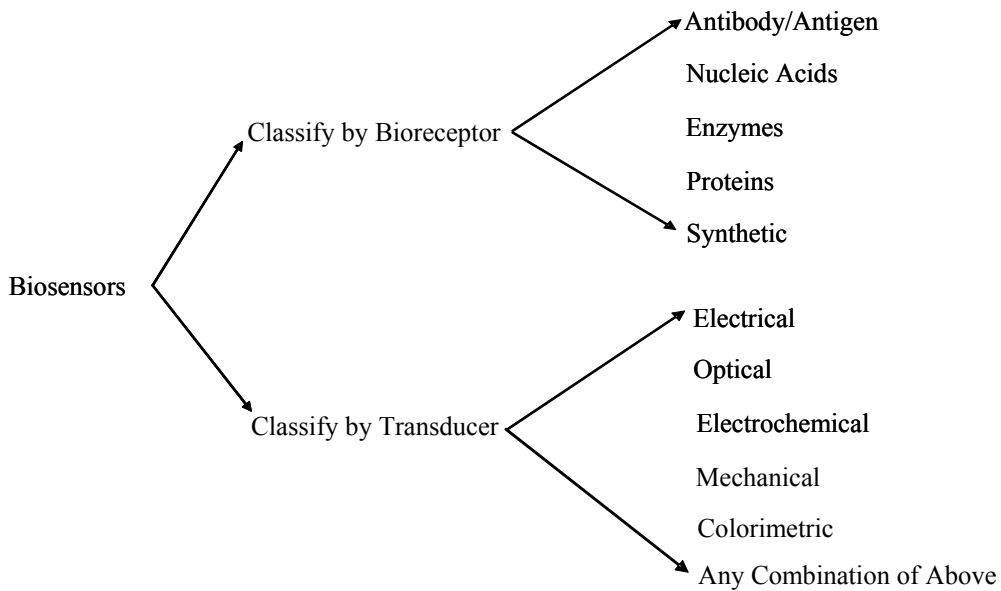 Antibody/Antigen
Nucleic Acids
Classify by Bioreceptor
Enzymes
Proteins
Synthetic
Biosensors
Electrical
Optical
Classify by Transducer
Electrochemical
Mechanical
Colorimetric
Any Combination of Above